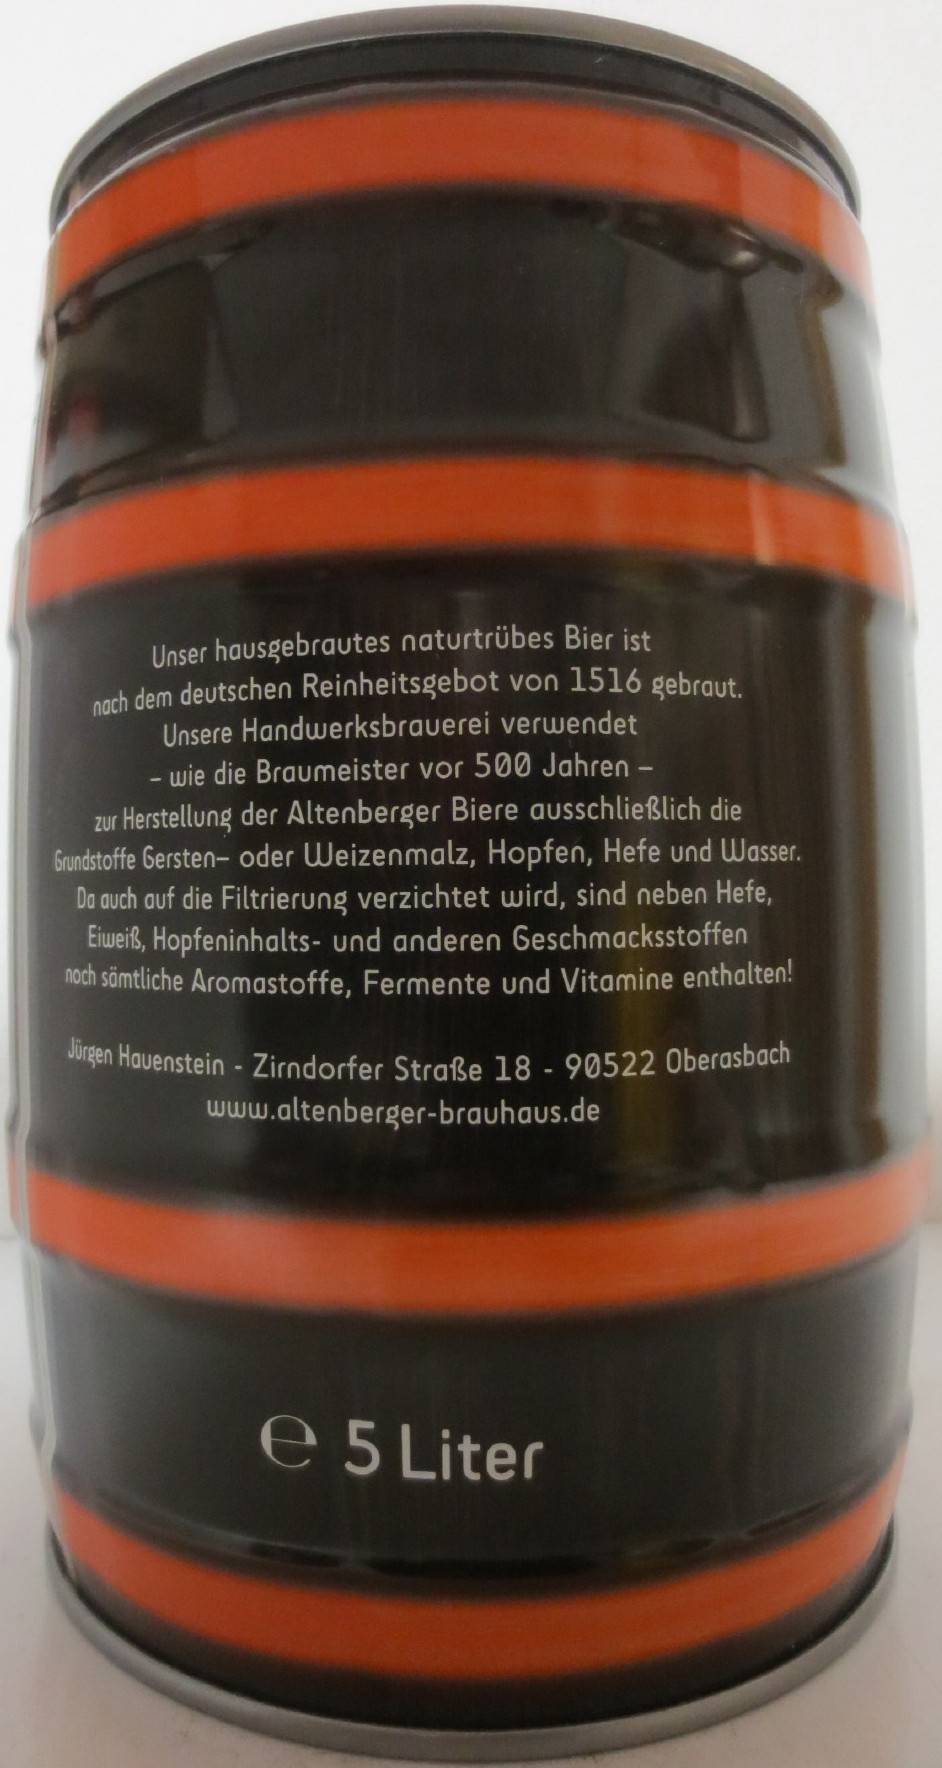 Unser hausgebrautes naturtrübes Bier ist
nach dem deutschen Reinheitsgebot von 1516 gebraut.
Unsere Handwerksbrauerei verwendet
– wie die Braumeister vor 500 Jahren –
zur Herstellung der Altenberger Biere ausschließlich die
Grundstoffe Gersten– oder Weizenmalz, Hopfen, Hefe und Wasser.
Da auch auf die Filtrierung verzichtet wird, sind neben Hefe,
Eiweiß, Hopfeninhalts- und anderen Geschmacksstoffen
noch sämtliche Aromastoffe, Fermente und Vitamine enthalten!
Jürgen Hauenstein - Zirndorfer Straße 18 - 90522 Oberasbach
www.altenberger-brauhaus.de
℮ 5 Liter